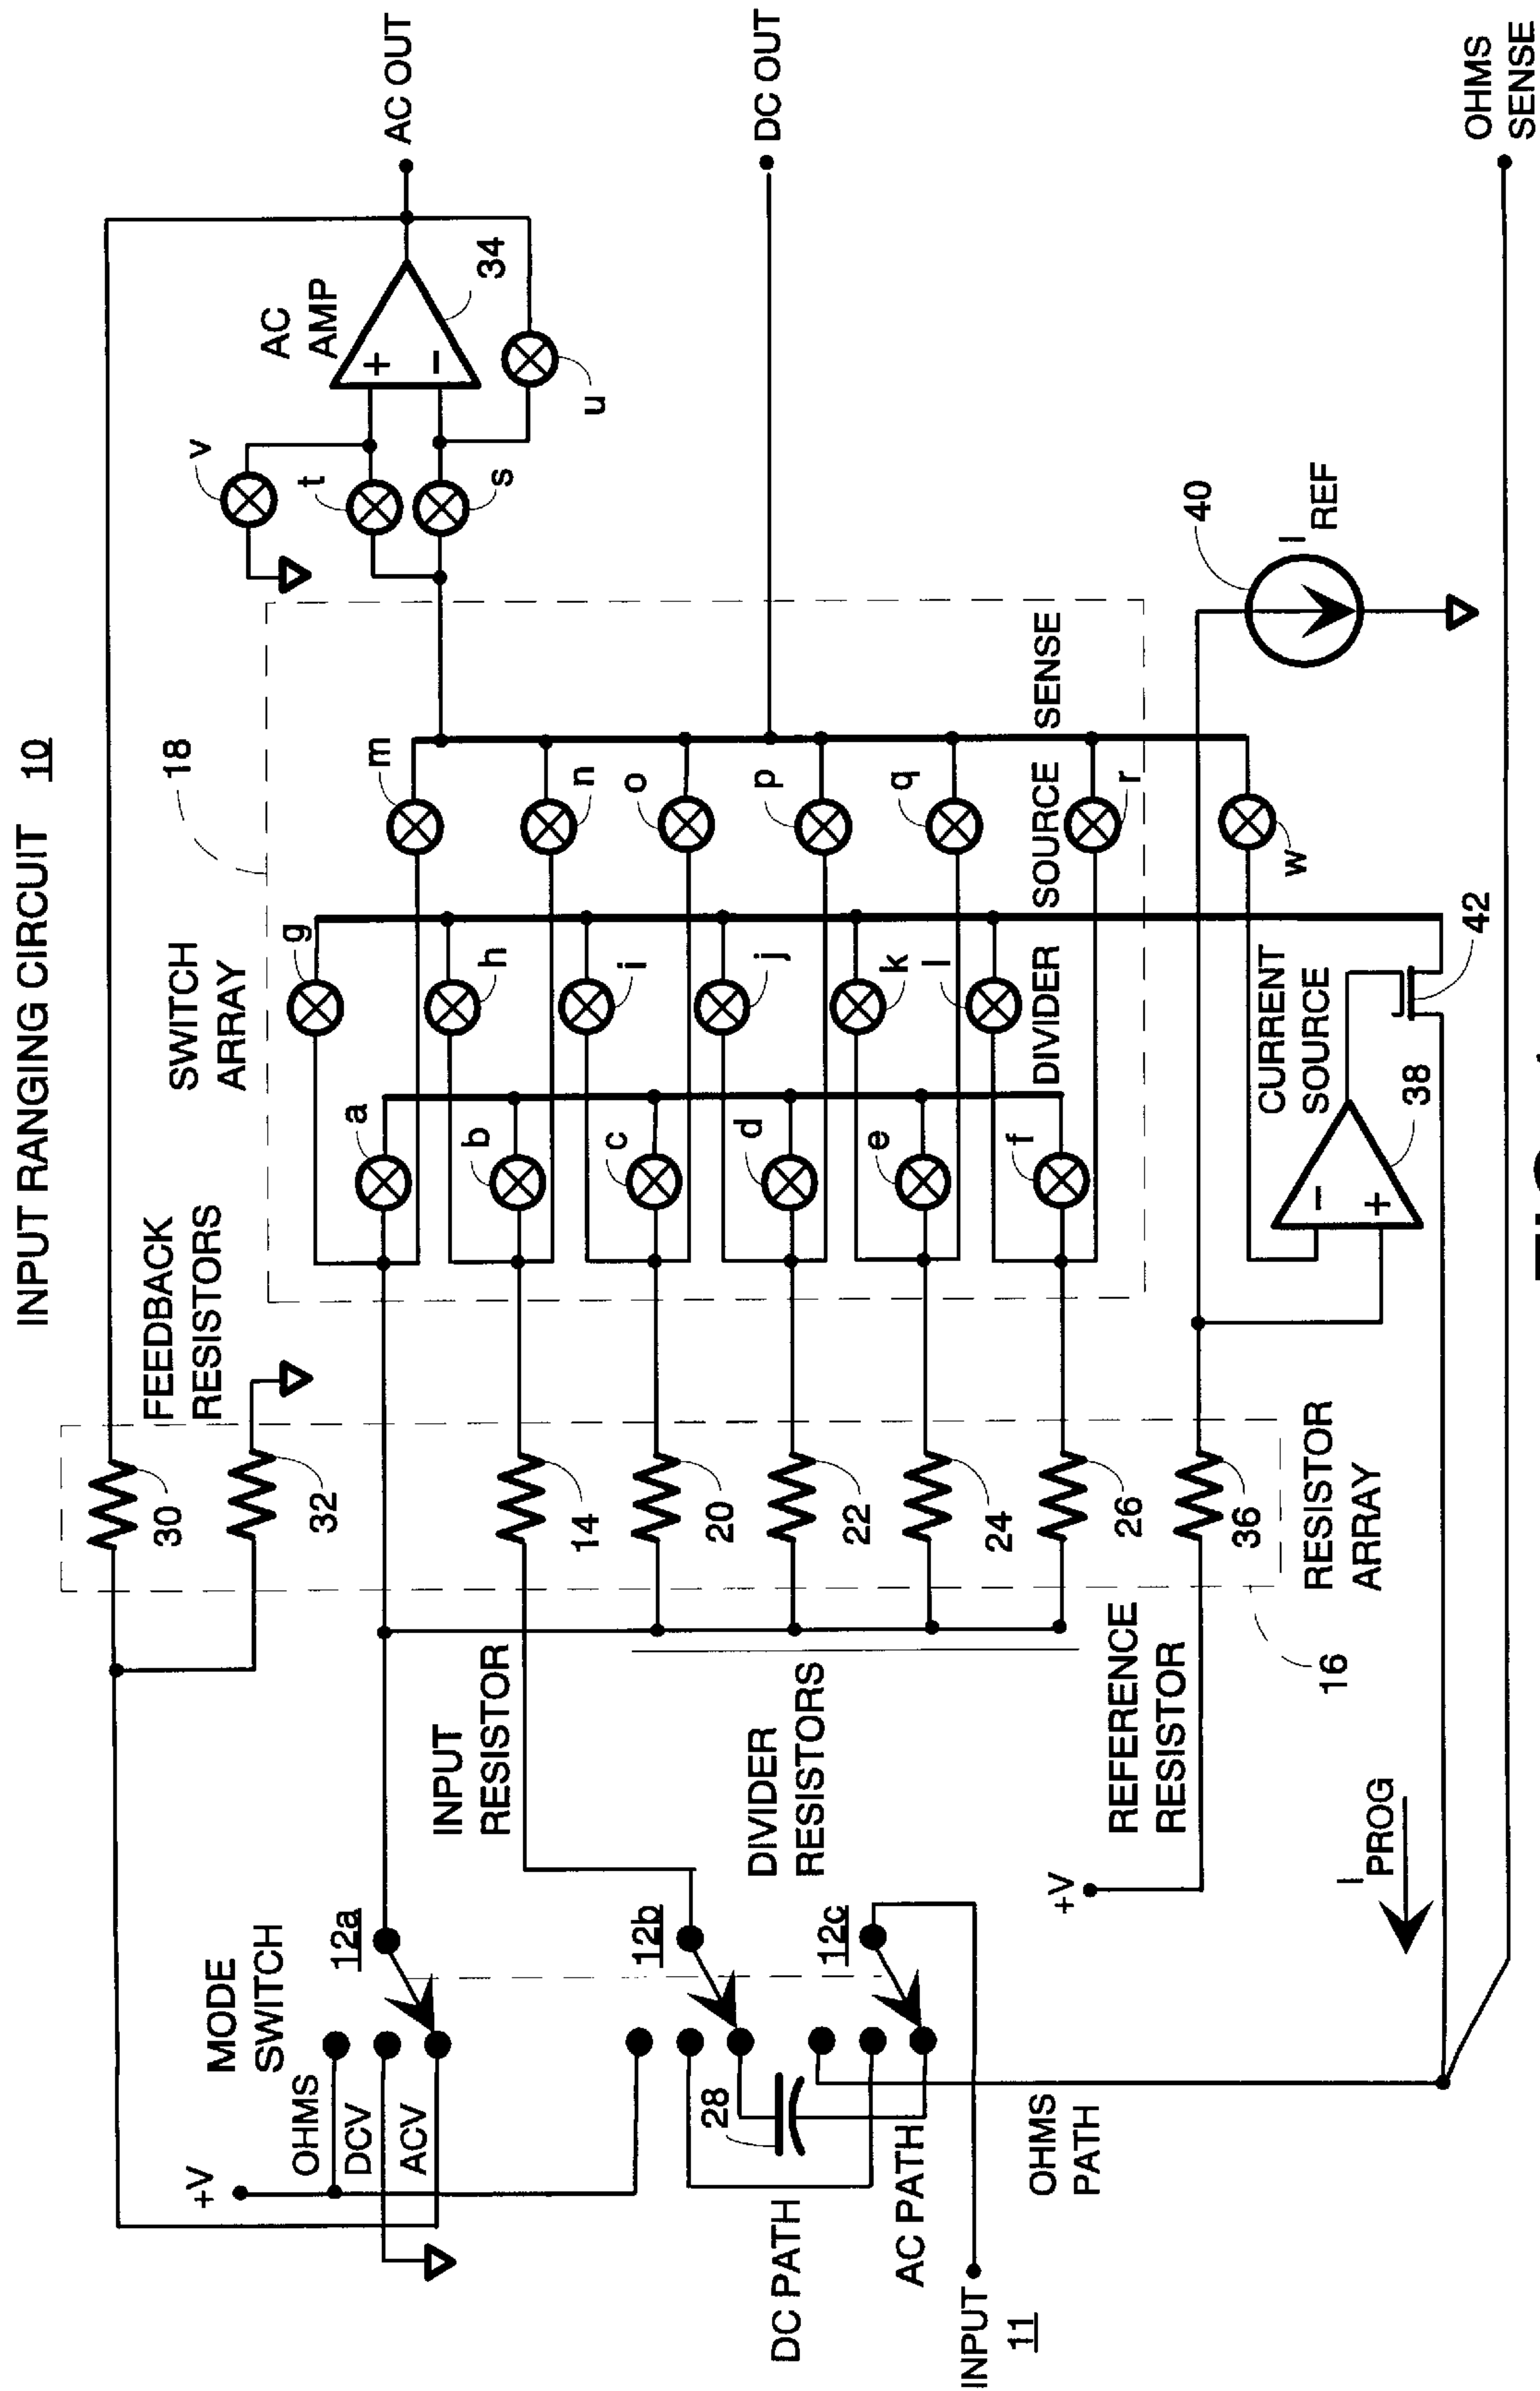 INPUT RANGING CIRCUIT 10
FEEDBACK
RESISTORS
SWITCH
ARRAY
18
MODE
SWITCH
+V
OHMS
DCV
ACV
12a
12b
12c
28
DC PATH
AC PATH
OHMS
PATH
INPUT
11
30
32
INPUT
RESISTOR
14
20
22
24
26
36
DIVIDER
RESISTORS
REFERENCE
RESISTOR
+V
RESISTOR
ARRAY
16
I PROG
a
b
c
d
e
f
g
h
i
j
k
l
m
n
o
p
q
r
DIVIDER
SOURCE
SENSE
v
t
s
u
w
AC
AMP
+
−
34
AC OUT
DC OUT
CURRENT
SOURCE
−
+
38
42
40
I REF
OHMS
SENSE